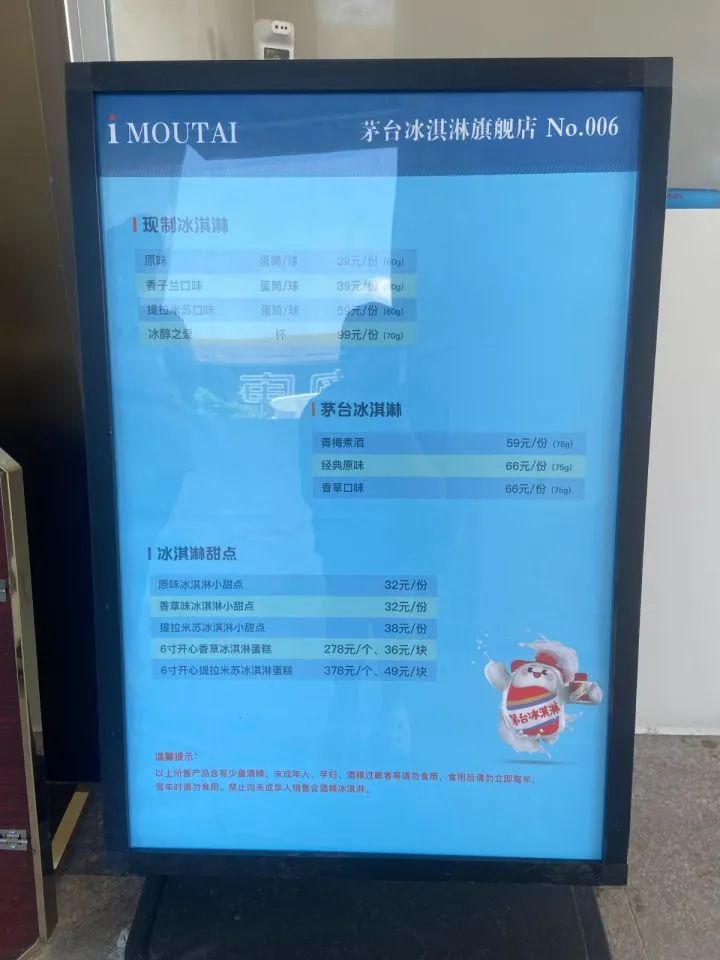 i MOUTAI
茅台冰淇淋旗舰店 No.006
现制冰淇淋
原味 蛋筒/球 39元/份 (60g)
香子兰口味 蛋筒/球 39元/份 (60g)
提拉米苏口味 蛋筒/球 59元/份 (60g)
冰醇之爱 杯 99元/份 (70g)
茅台冰淇淋
青梅煮酒 59元/份 (78g)
经典原味 66元/份 (75g)
香草口味 66元/份 (75g)
冰淇淋甜点
原味冰淇淋小甜点 32元/份
香草味冰淇淋小甜点 32元/份
提拉米苏冰淇淋小甜点 38元/份
6寸开心香草冰淇淋蛋糕 278元/个、36元/块
6寸开心提拉米苏冰淇淋蛋糕 378元/个、49元/块
茅台冰淇淋
温馨提示:
以上所售产品含有少量酒精，未成年人、孕妇、酒精过敏者等请勿食用，食用后请勿立即驾车，
驾车时请勿食用。禁止向未成年人销售含酒精冰淇淋。